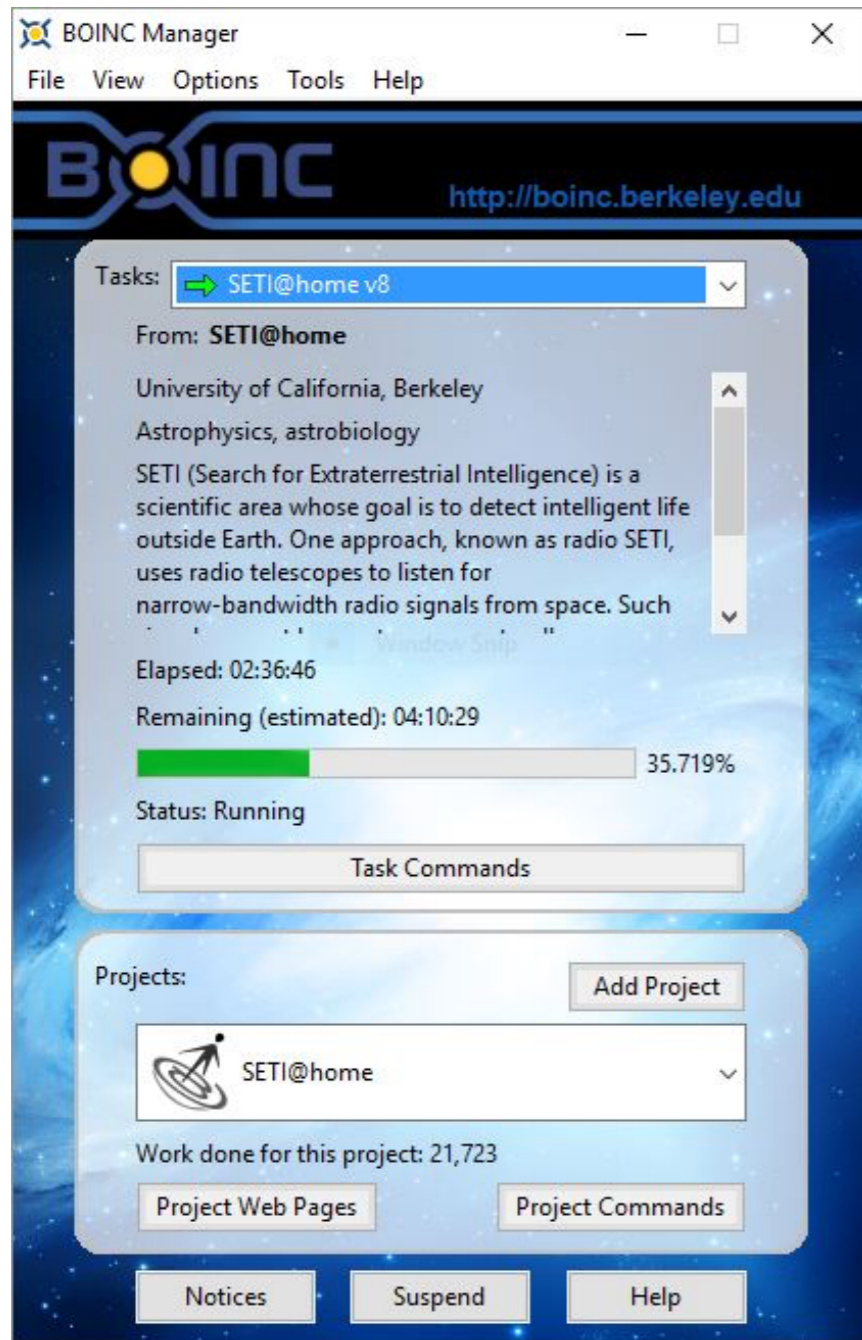 BOINC Manager
File View Options Tools Help
BOINC
http://boinc.berkeley.edu
Tasks: SETI@home v8
From: SETI@home
University of California, Berkeley
Astrophysics, astrobiology
SETI (Search for Extraterrestrial Intelligence) is a
scientific area whose goal is to detect intelligent life
outside Earth. One approach, known as radio SETI,
uses radio telescopes to listen for
narrow-bandwidth radio signals from space. Such
Window Snip
Elapsed: 02:36:46
Remaining (estimated): 04:10:29
35.719%
Status: Running
Task Commands
Projects:
Add Project
SETI@home
Work done for this project: 21,723
Project Web Pages Project Commands
Notices Suspend Help